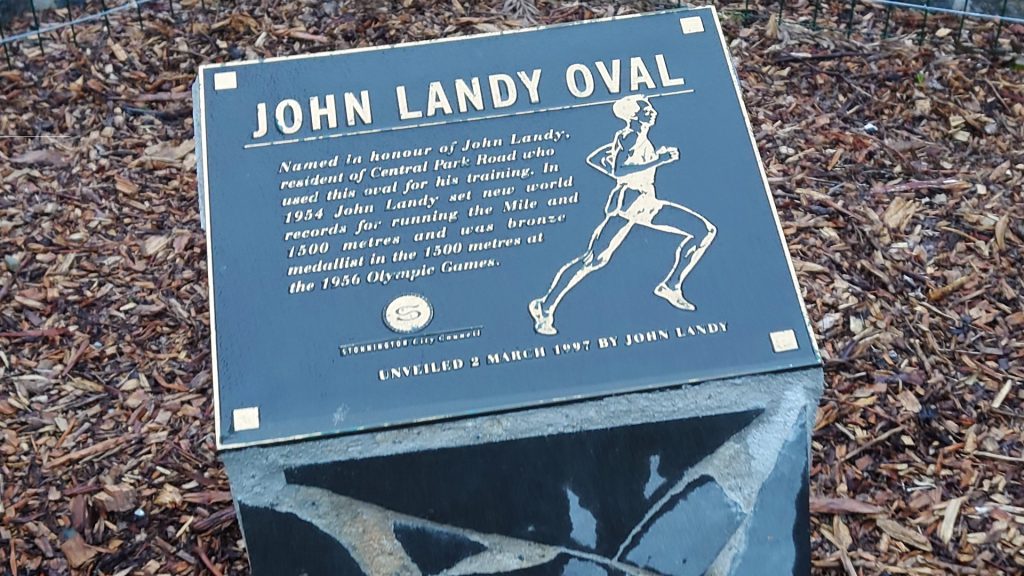 JOHN LANDY OVAL
Named in honour of John Landy,
resident of Central Park Road who
used this oval for his training. In
1954 John Landy set new world
records for running the Mile and
1500 metres and was bronze
medallist in the 1500 metres at
the 1956 Olympic Games.
S
STONNINGTON City Council
UNVEILED 2 MARCH 1997 BY JOHN LANDY